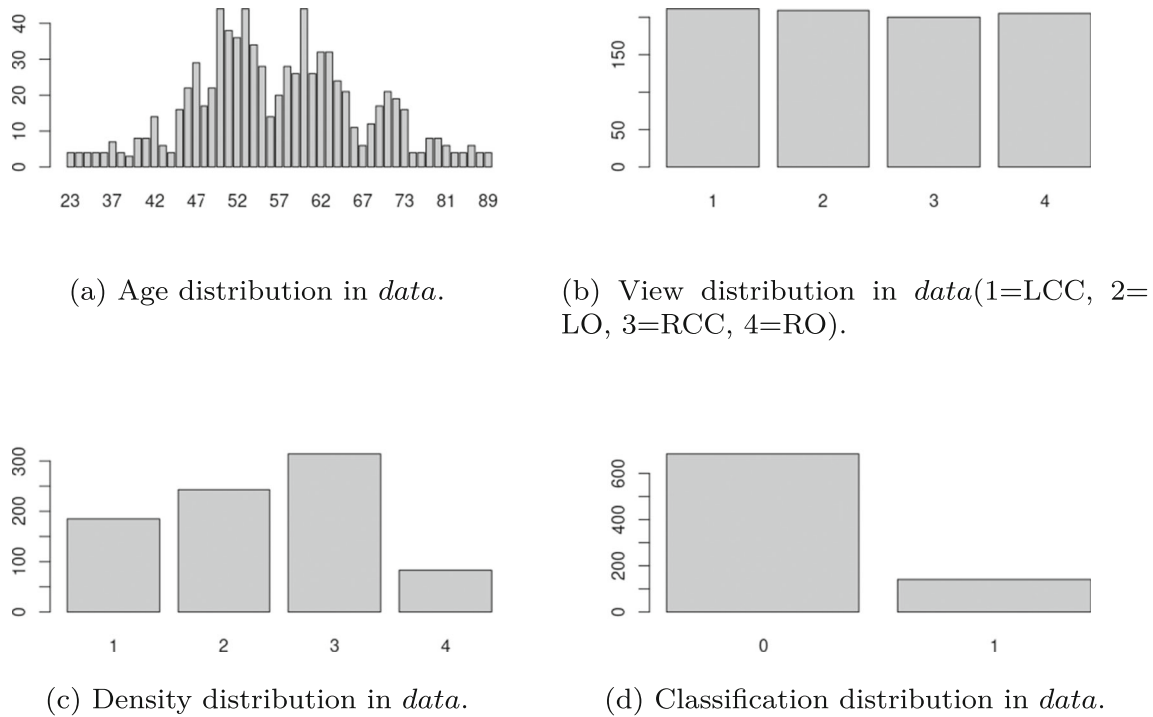 0 10 20 30 40
23 37 42 47 52 57 62 67 73 81 89
(a) Age distribution in data.
0 50 150
1 2 3 4
(b) View distribution in data(1=LCC, 2=
LO, 3=RCC, 4=RO).
0 100 200 300
1 2 3 4
(c) Density distribution in data.
0 200 400 600
0 1
(d) Classification distribution in data.